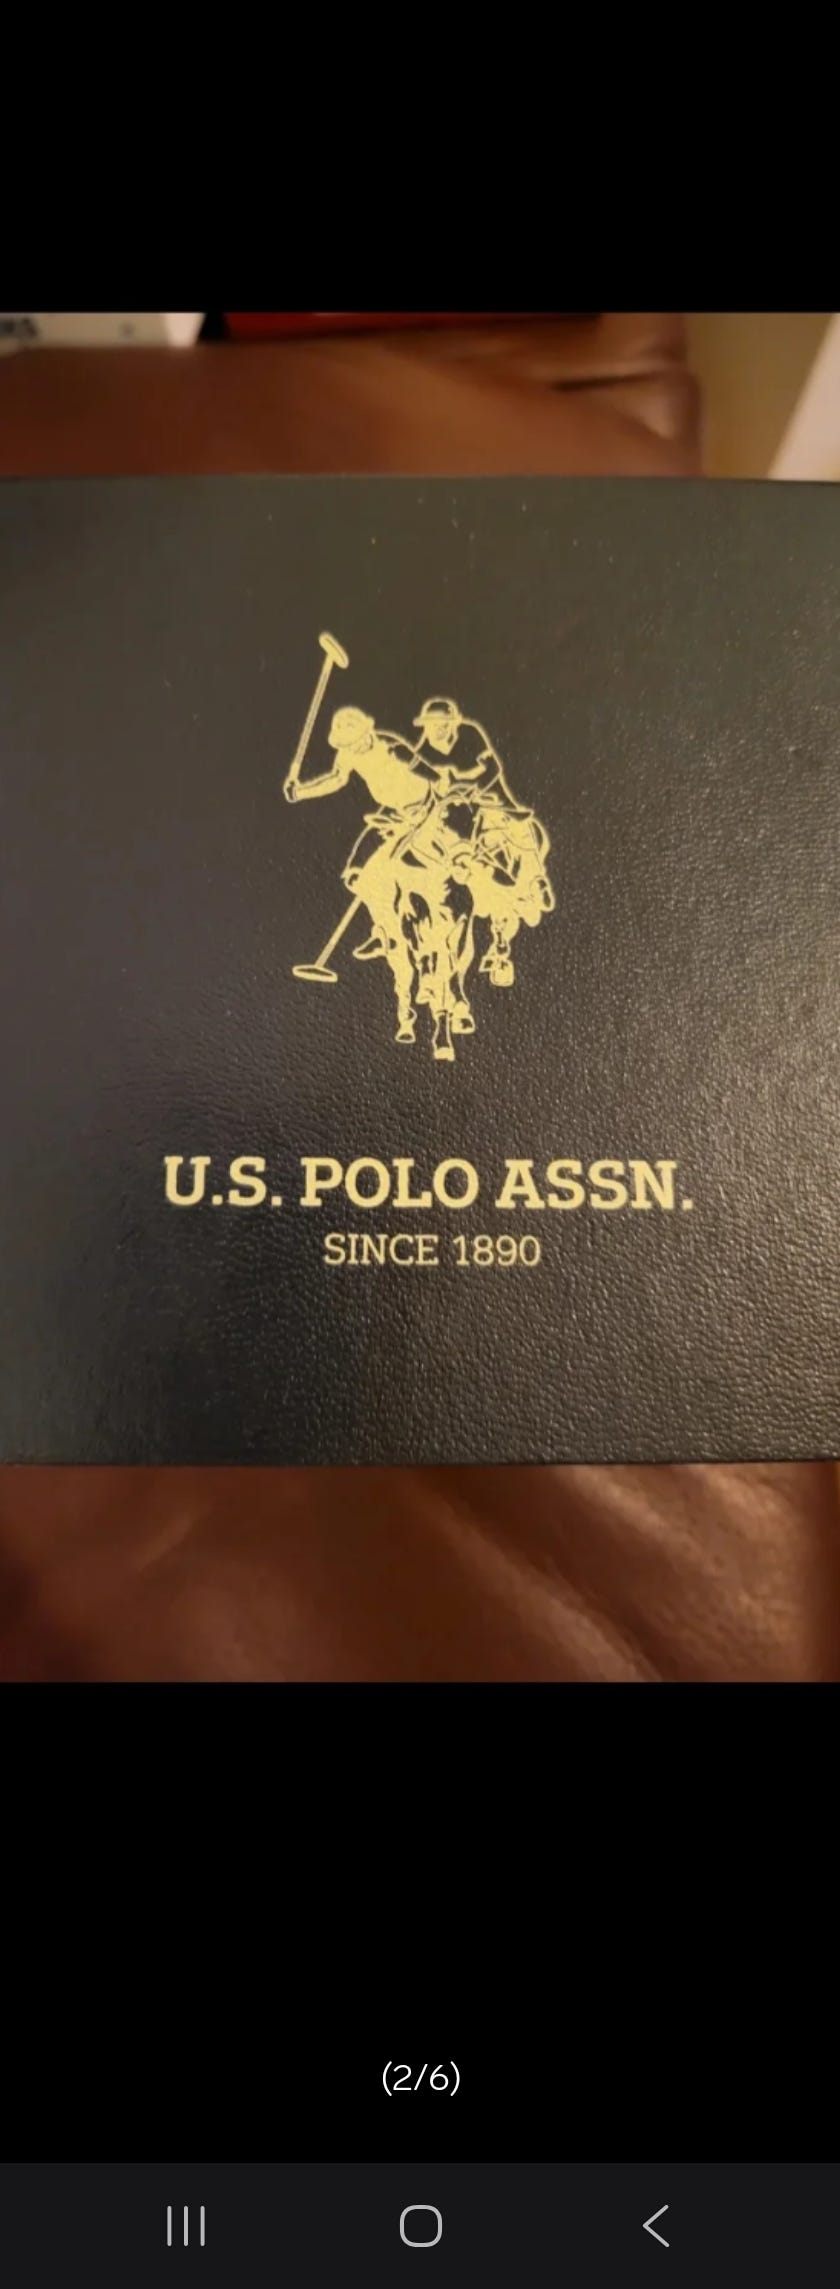 U.S. POLO ASSN.
SINCE 1890
(2/6)